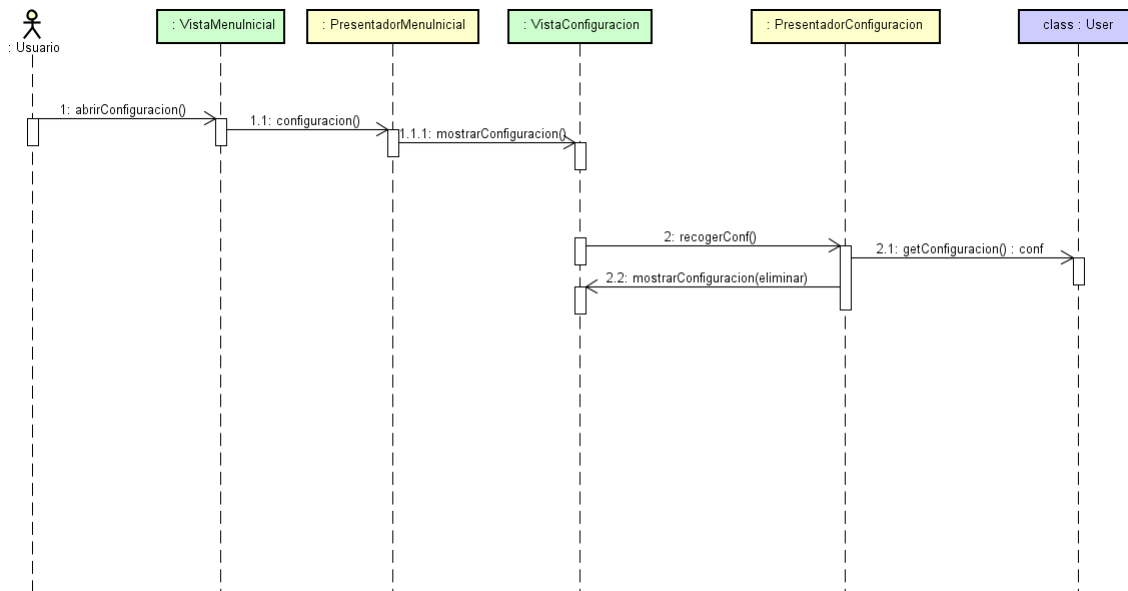 : VistaMenuInicial
: PresentadorMenuInicial
: VistaConfiguracion
: PresentadorConfiguracion
class : User
: Usuario
1: abrirConfiguracion()
1.1: configuracion()
1.1.1: mostrarConfiguracion()
2: recogerConf()
2.1: getConfiguracion() : conf
2.2: mostrarConfiguracion(eliminar)